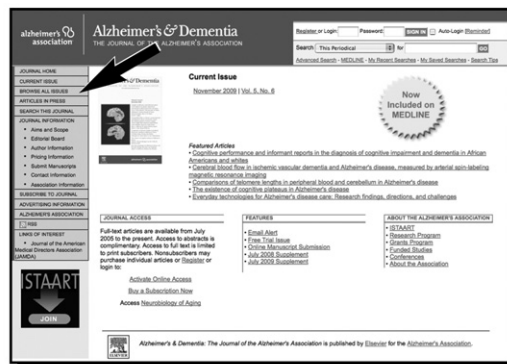 alzheimer's association
Alzheimer's & Dementia
THE JOURNAL OF THE ALZHEIMER'S ASSOCIATION
Register or Login: Password: SIGN IN Auto-Login [Reminder]
Search This Periodical for GO
Advanced Search - MEDLINE - My Recent Searches - My Saved Searches - Search Tips
JOURNAL HOME
CURRENT ISSUE
BROWSE ALL ISSUES
ARTICLES IN PRESS
SEARCH THIS JOURNAL
JOURNAL INFORMATION
• Aims and Scope
• Editorial Board
• Author Information
• Pricing Information
• Submit Manuscripts
• Contact Information
• Association Information
SUBSCRIBE TO JOURNAL
ADVERTISING INFORMATION
ALZHEIMER'S ASSOCIATION
RSS
LINKS OF INTEREST
• Journal of the American
Medical Directors Association
(JAMDA)
ISTAART
JOIN
& Dementia
Current Issue
November 2009 | Vol. 5, No. 6
Now
Included on
MEDLINE
Featured Articles
• Cognitive performance and informant reports in the diagnosis of cognitive impairment and dementia in African
Americans and whites
• Cerebral blood flow in ischemic vascular dementia and Alzheimer's disease, measured by arterial spin-labeling
magnetic resonance imaging
• Comparisons of telomere lengths in peripheral blood and cerebellum in Alzheimer's disease
• The existence of cognitive plateaus in Alzheimer's disease
• Everyday technologies for Alzheimer's disease care: Research findings, directions, and challenges
JOURNAL ACCESS
Full-text articles are available from July
2005 to the present. Access to abstracts is
complimentary. Access to full text is limited
to print subscribers. Nonsubscribers may
purchase individual articles or Register or
login to:
Activate Online Access
Buy a Subscription Now
Access Neurobiology of Aging
FEATURES
• Email Alert
• Free Trial Issue
• Online Manuscript Submission
• July 2008 Supplement
• July 2009 Supplement
ABOUT THE ALZHEIMER'S ASSOCIATION
• ISTAART
• Research Program
• Grants Program
• Funded Studies
• Conferences
• About the Association
ELSEVIER
Alzheimer's & Dementia: The Journal of the Alzheimer's Association is published by Elsevier for the Alzheimer's Association.